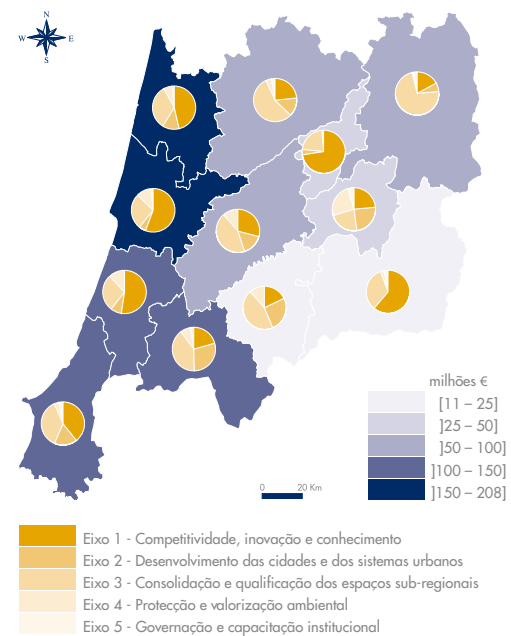 N
W E
S
milhões €
[11 – 25]
]25 – 50]
]50 – 100]
]100 – 150]
]150 – 208]
0 20 Km
Eixo 1 - Competitividade, inovação e conhecimento
Eixo 2 - Desenvolvimento das cidades e dos sistemas urbanos
Eixo 3 - Consolidação e qualificação dos espaços sub-regionais
Eixo 4 - Protecção e valorização ambiental
Eixo 5 - Governação e capacitação institucional